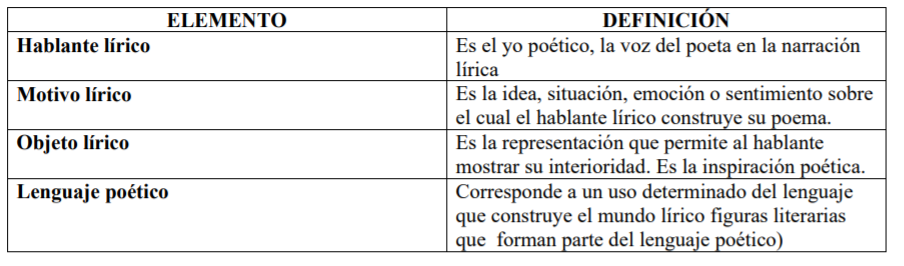 ELEMENTO DEFINICIÓN
Hablante lírico Es el yo poético, la voz del poeta en la narración
lírica
Motivo lírico Es la idea, situación, emoción o sentimiento sobre
el cual el hablante lírico construye su poema.
Objeto lírico Es la representación que permite al hablante
mostrar su interioridad. Es la inspiración poética.
Lenguaje poético Corresponde a un uso determinado del lenguaje
que construye el mundo lírico figuras literarias
que forman parte del lenguaje poético)